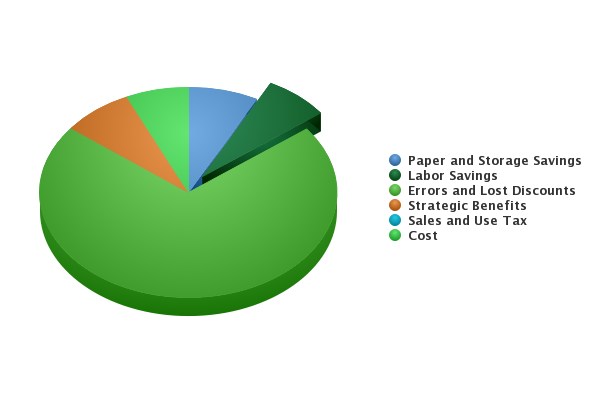 Paper and Storage Savings
Labor Savings
Errors and Lost Discounts
Strategic Benefits
Sales and Use Tax
Cost